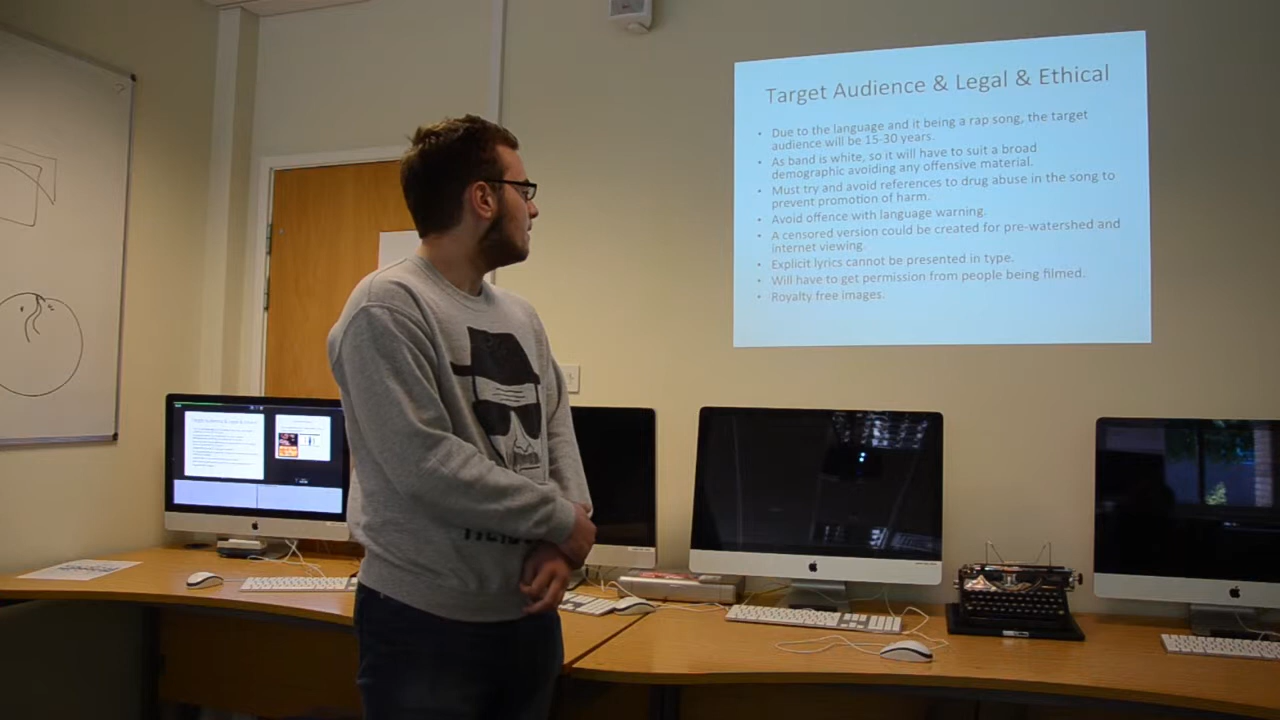 Target Audience & Legal & Ethical
• Due to the language and it being a rap song, the target
audience will be 15-30 years.
• As band is white, so it will have to suit a broad
demographic avoiding any offensive material.
• Must try and avoid references to drug abuse in the song to
prevent promotion of harm.
• Avoid offence with language warning.
• A censored version could be created for pre-watershed and
internet viewing.
• Explicit lyrics cannot be presented in type.
• Will have to get permission from people being filmed.
• Royalty free images.
Target Audience & Legal & Ethical